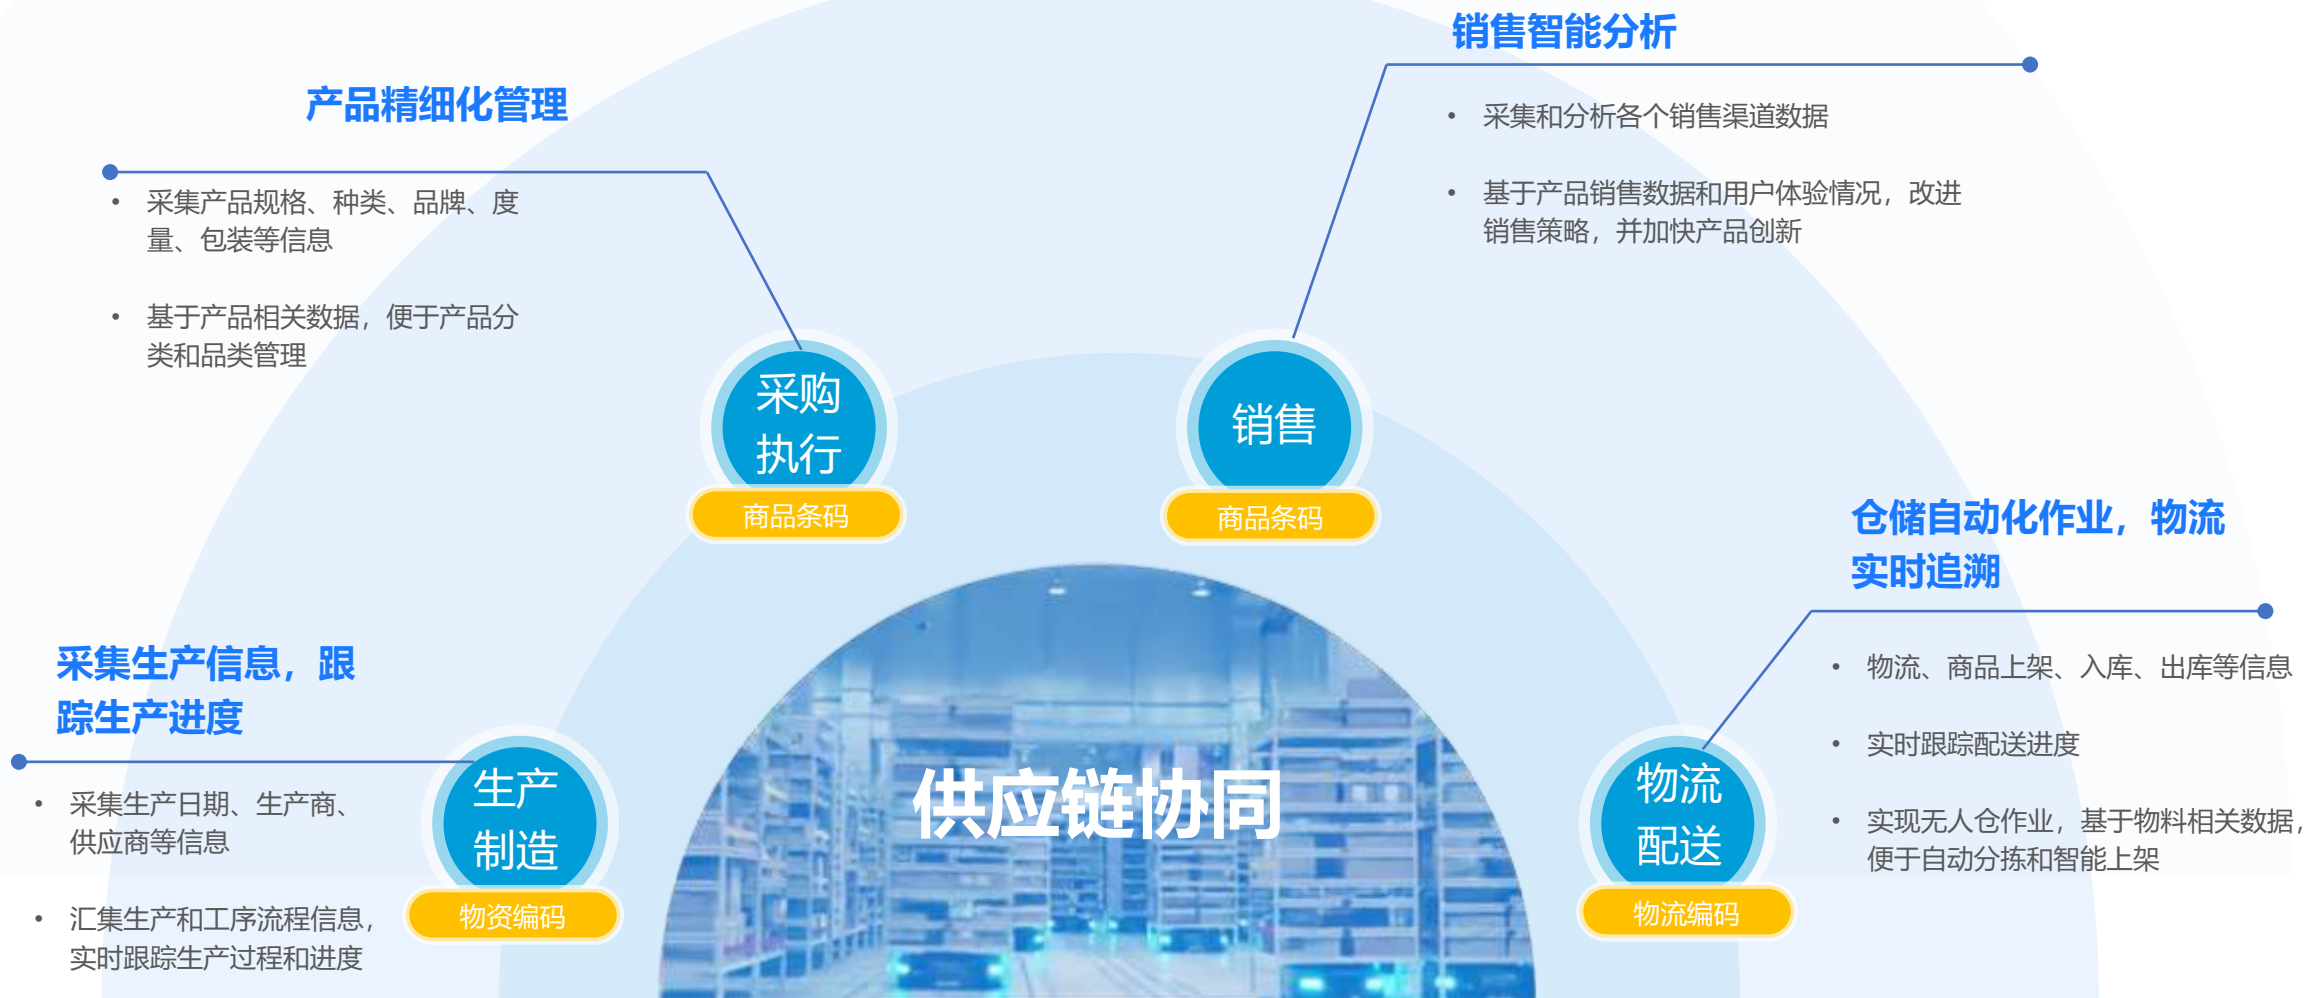 销售智能分析
采集和分析各个销售渠道数据
基于产品销售数据和用户体验情况，改进
销售策略，并加快产品创新
产品精细化管理
采集产品规格、种类、品牌、度
量、包装等信息
基于产品相关数据，便于产品分
类和品类管理
采购
执行
商品条码
销售
商品条码
仓储自动化作业，物流
实时追溯
物流、商品上架、入库、出库等信息
实时跟踪配送进度
实现无人仓作业，基于物料相关数据，
便于自动分拣和智能上架
采集生产信息，跟
踪生产进度
采集生产日期、生产商、
供应商等信息
汇集生产和工序流程信息，
实时跟踪生产过程和进度
生产
制造
物资编码
供应链协同
物流
配送
物流编码